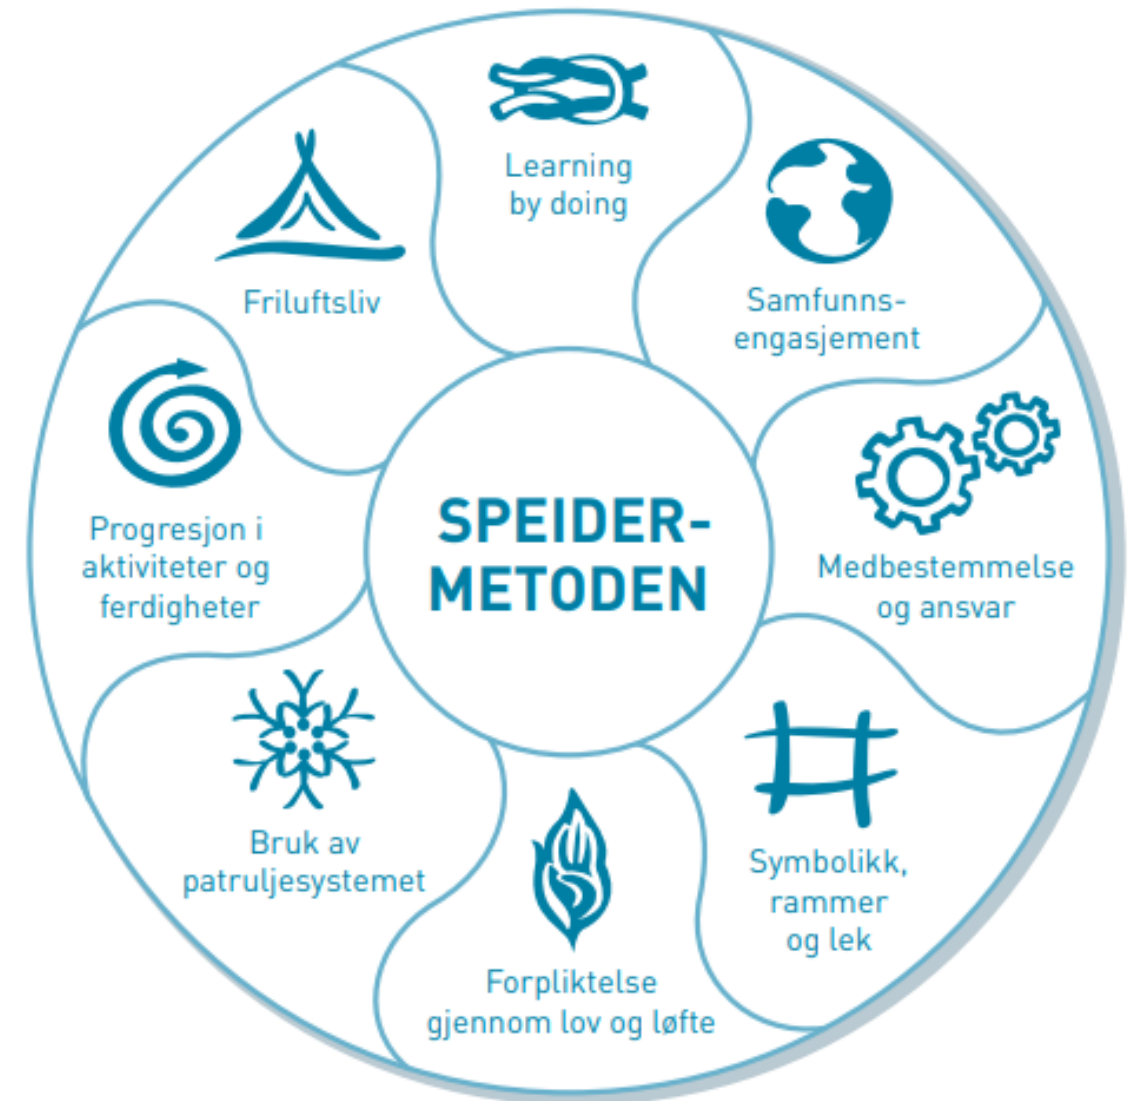 Learning
by doing
Samfunns-
engasjement
Medbestemmelse
og ansvar
Symbolikk,
rammer
og lek
Forpliktelse
gjennom lov og løfte
Bruk av
patruljesystemet
Progresjon i
aktiviteter og
ferdigheter
Friluftsliv
SPEIDER-
METODEN